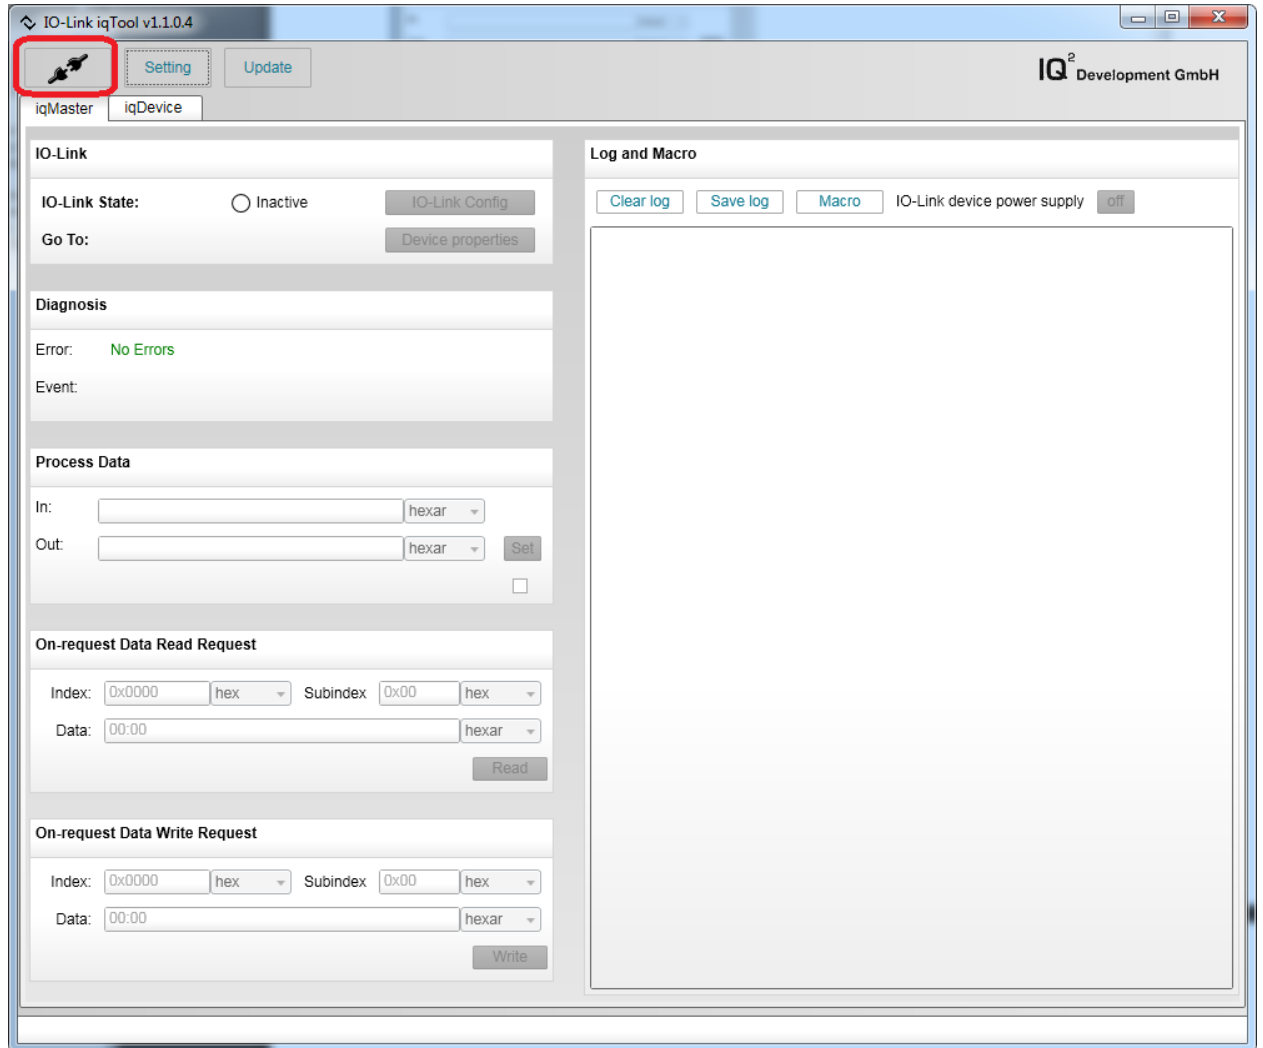 IO-Link iqTool v1.1.0.4
Setting
Update
IQ² Development GmbH
iqMaster
iqDevice
IO-Link
IO-Link State:
Inactive
IO-Link Config
Go To:
Device properties
Diagnosis
Error:
No Errors
Event:
Process Data
In:
hexar
Out:
hexar
Set
On-request Data Read Request
Index:
0x0000
hex
Subindex
0x00
hex
Data:
00:00
hexar
Read
On-request Data Write Request
Index:
0x0000
hex
Subindex
0x00
hex
Data:
00:00
hexar
Write
Log and Macro
Clear log
Save log
Macro
IO-Link device power supply
off